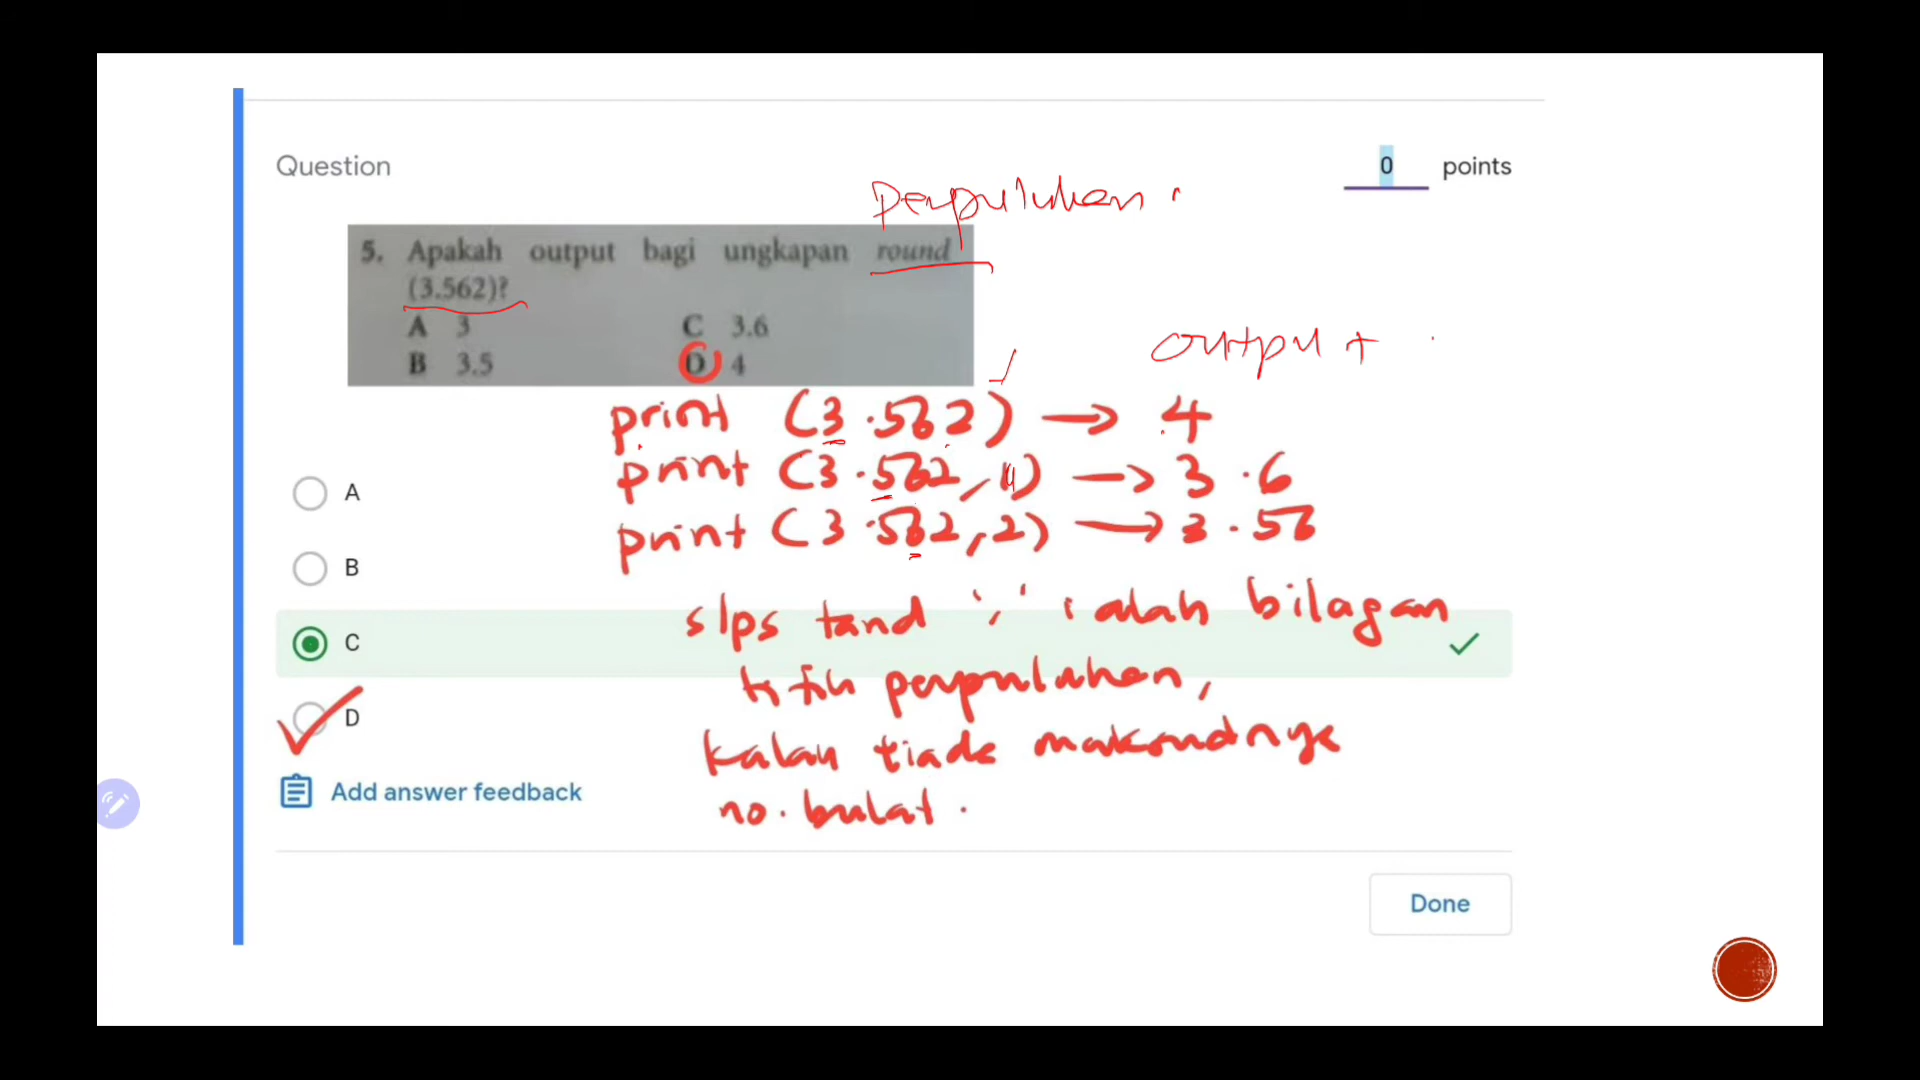 Question
0 points
Perpuluhan
5. Apakah output bagi ungkapan round
(3.562)?
A 3 C 3.6
B 3.5 D 4
output
print (3.562) → 4
print (3.562,1) → 3.6
print (3.562,2) → 3.56
A
B
slps tand ',' ialah bilagan
C
titih perpuluhan,
D
kalau tiada maksudnya
Add answer feedback
no. bulat.
Done